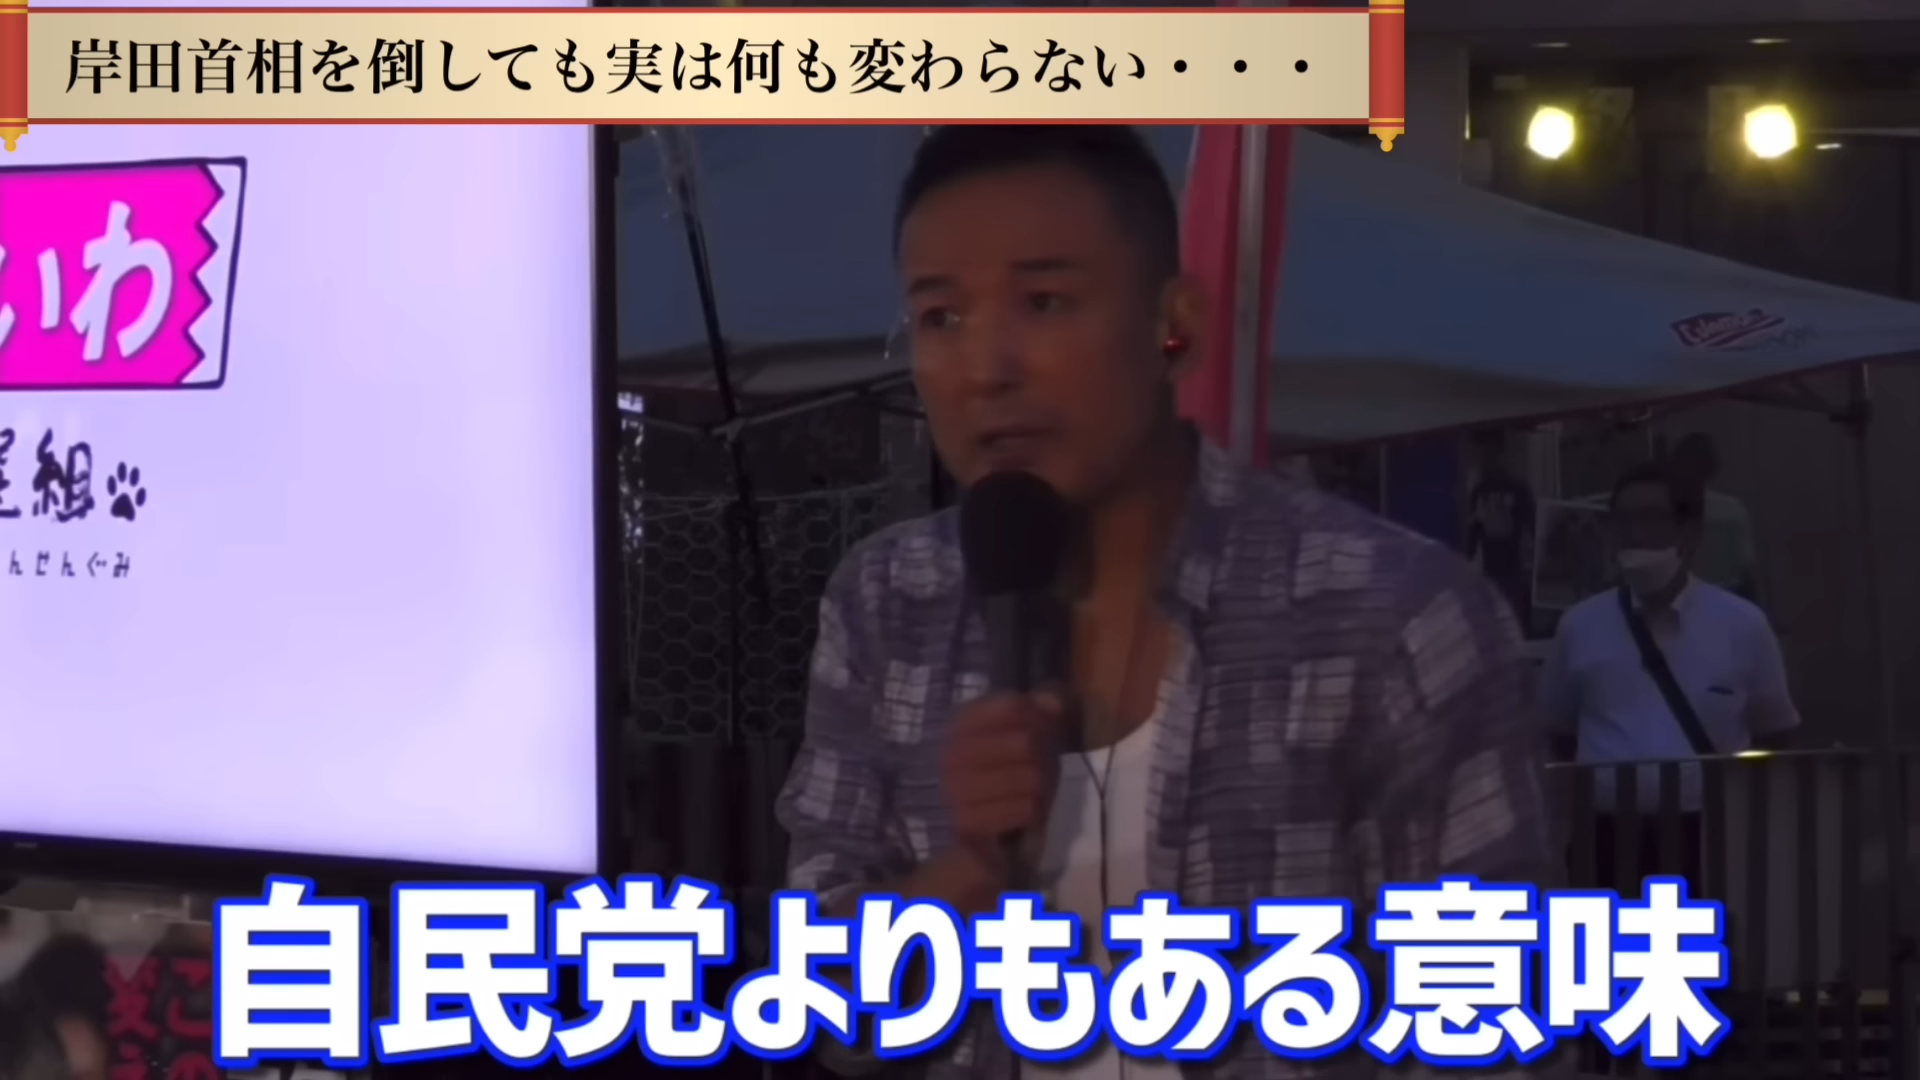 岸田首相を倒しても実は何も変わらない・・・
いわ
組
んせんぐみ
Coleman
自民党よりもある意味